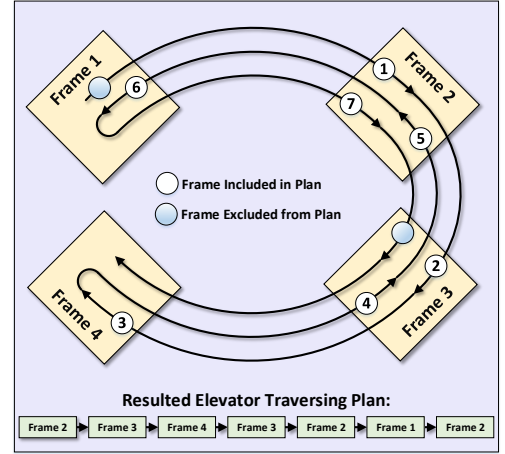 Frame 1
6
1
Frame 2
7
5
Frame Included in Plan
Frame Excluded from Plan
2
4
Frame 3
3
Frame 4
Resulted Elevator Traversing Plan:
Frame 2 Frame 3 Frame 4 Frame 3 Frame 2 Frame 1 Frame 2